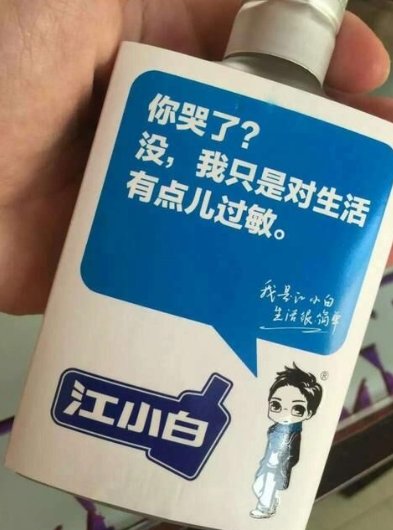 你哭了?
没，我只是对生活
有点儿过敏。
我是江小白
生活很简单
江小白
®